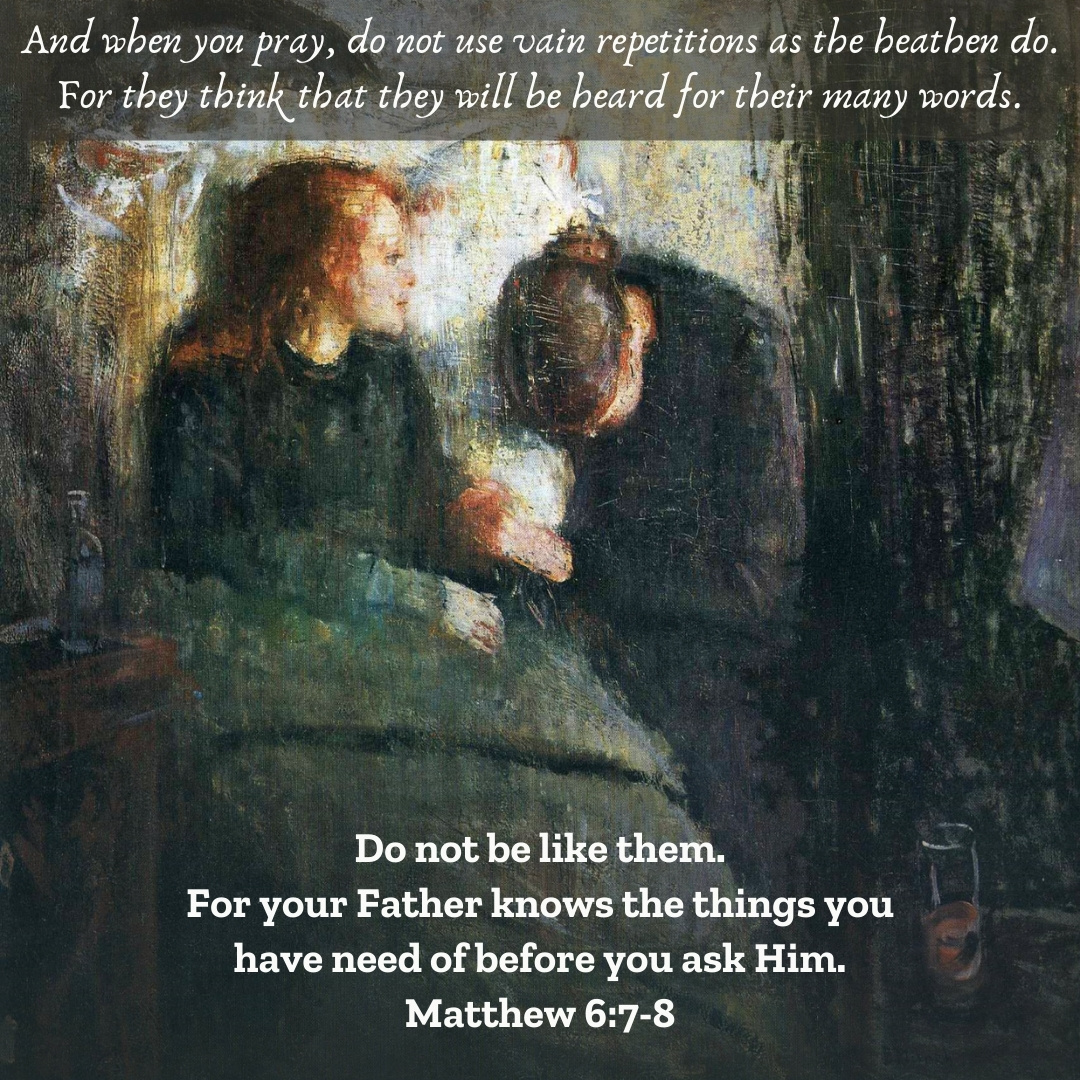 And when you pray, do not use vain repetitions as the heathen do.
For they think that they will be heard for their many words.
Do not be like them.
For your Father knows the things you
have need of before you ask Him.
Matthew 6:7-8